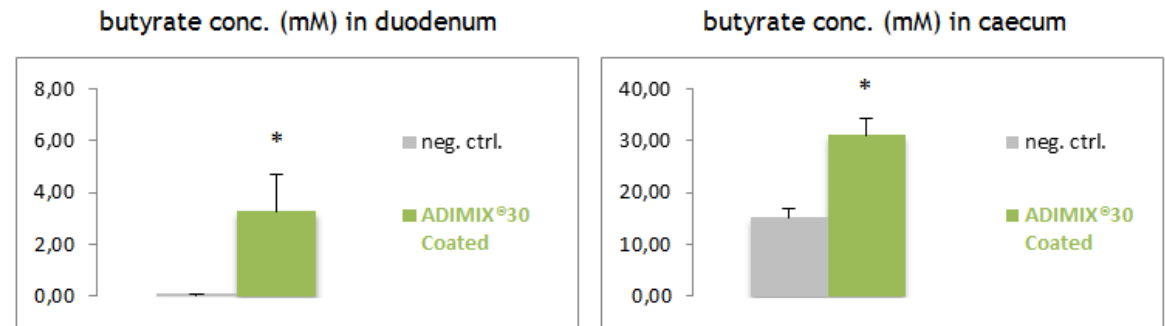 butyrate conc. (mM) in duodenum
8,00
6,00
4,00
2,00
0,00
*
neg. ctrl.
ADIMIX®30
Coated
butyrate conc. (mM) in caecum
40,00
30,00
20,00
10,00
0,00
*
neg. ctrl.
ADIMIX®30
Coated